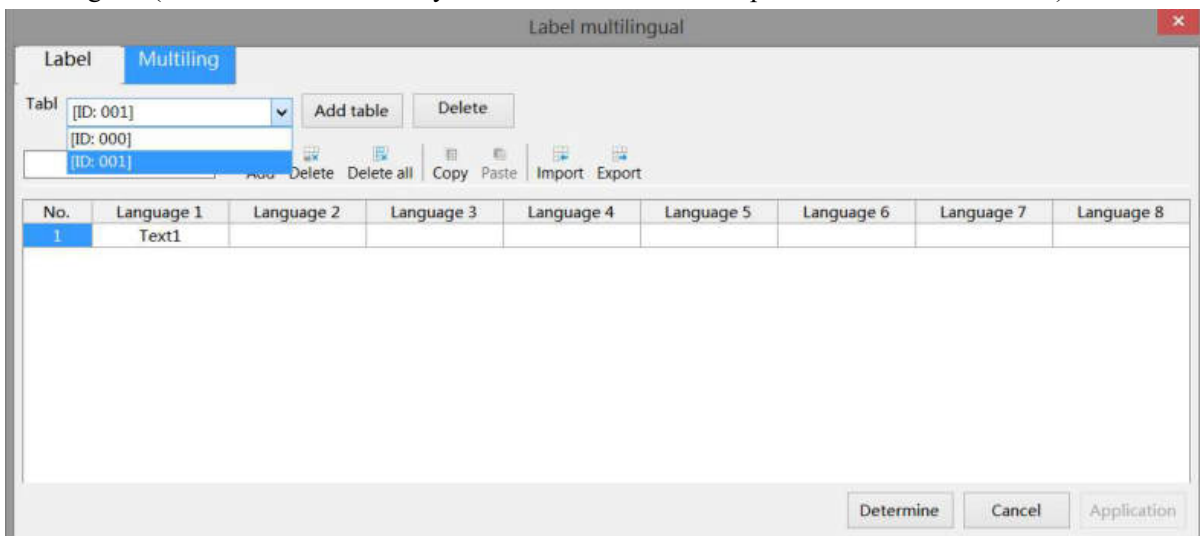 Label multilingual
Label Multiling
Tabl [ID: 001] Add table Delete
[ID: 000]
[ID: 001]
Add Delete Delete all Copy Paste Import Export
No. Language 1 Language 2 Language 3 Language 4 Language 5 Language 6 Language 7 Language 8
1 Text1
Determine Cancel Application